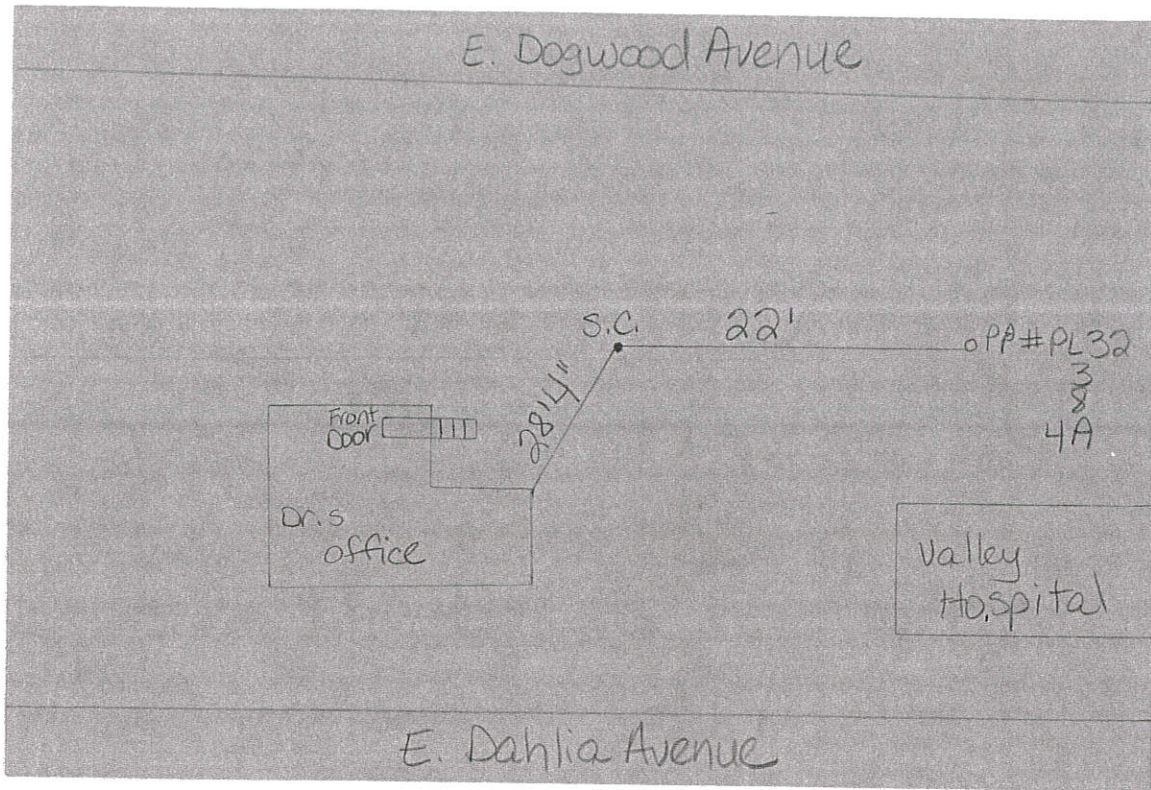 E. Dogwood Avenue
S.C.
22'
oPP#PL32
3
8
4A
28'4"
Front
Door
Dr.s
office
Valley
Hospital
E. Dahlia Avenue